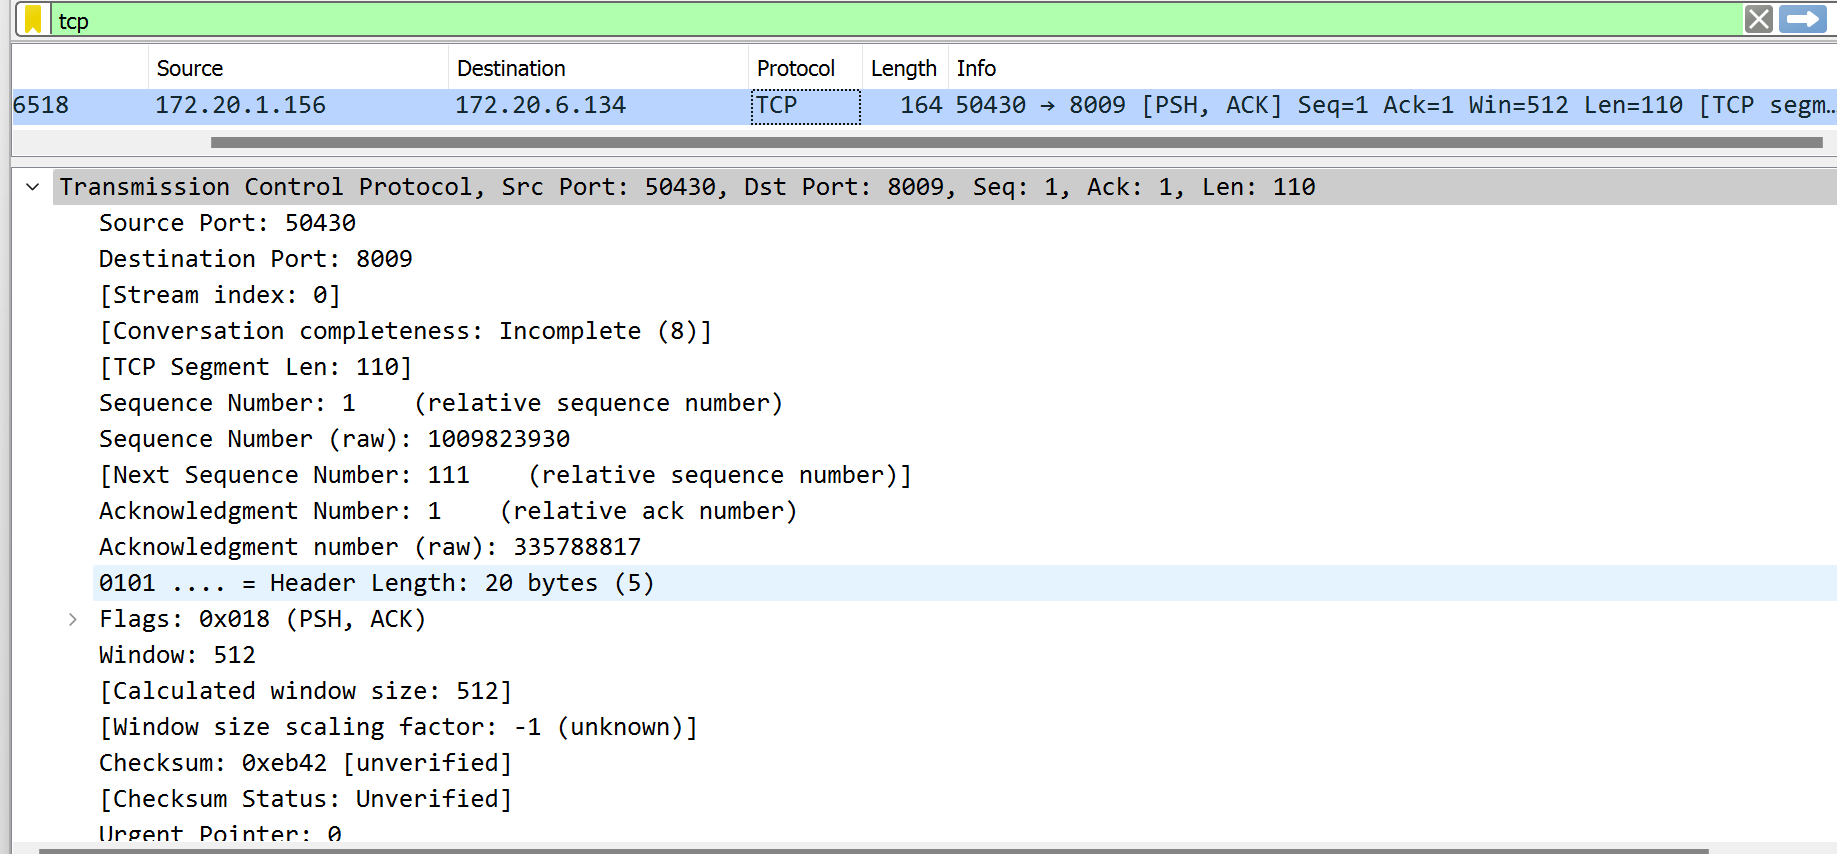 tcp
Source Destination Protocol Length Info
6518 172.20.1.156 172.20.6.134 TCP 164 50430 → 8009 [PSH, ACK] Seq=1 Ack=1 Win=512 Len=110 [TCP segm…
Transmission Control Protocol, Src Port: 50430, Dst Port: 8009, Seq: 1, Ack: 1, Len: 110
Source Port: 50430
Destination Port: 8009
[Stream index: 0]
[Conversation completeness: Incomplete (8)]
[TCP Segment Len: 110]
Sequence Number: 1    (relative sequence number)
Sequence Number (raw): 1009823930
[Next Sequence Number: 111    (relative sequence number)]
Acknowledgment Number: 1    (relative ack number)
Acknowledgment number (raw): 335788817
0101 .... = Header Length: 20 bytes (5)
Flags: 0x018 (PSH, ACK)
Window: 512
[Calculated window size: 512]
[Window size scaling factor: -1 (unknown)]
Checksum: 0xeb42 [unverified]
[Checksum Status: Unverified]
Urgent Pointer: 0